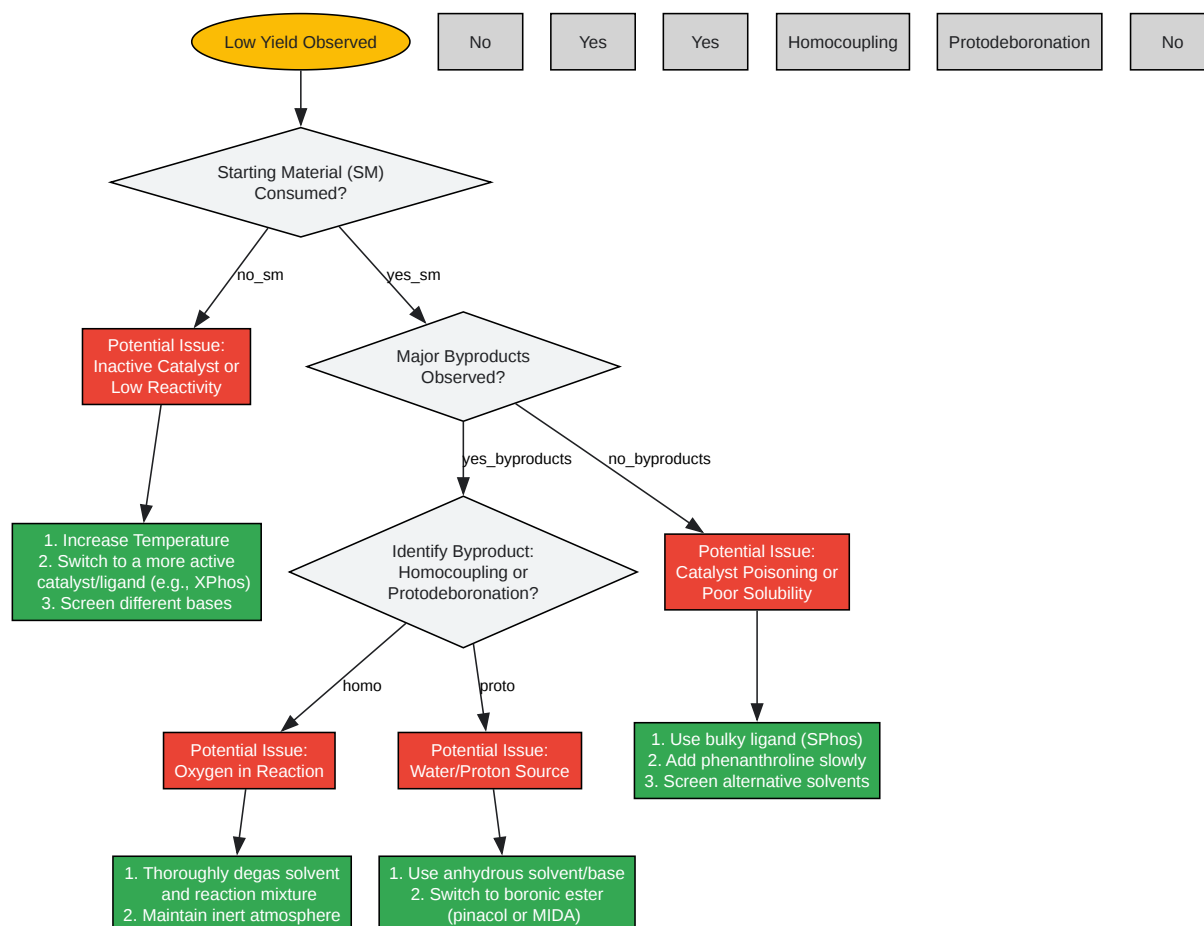 Low Yield Observed
No
Yes
Yes
Homocoupling
Protodeboronation
No
Starting Material (SM)
Consumed?
no_sm
yes_sm
Potential Issue:
Inactive Catalyst or
Low Reactivity
Major Byproducts
Observed?
yes_byproducts
no_byproducts
1. Increase Temperature
2. Switch to a more active
catalyst/ligand (e.g., XPhos)
3. Screen different bases
Identify Byproduct:
Homocoupling or
Protodeboronation?
Potential Issue:
Catalyst Poisoning or
Poor Solubility
homo
proto
Potential Issue:
Oxygen in Reaction
Potential Issue:
Water/Proton Source
1. Use bulky ligand (SPhos)
2. Add phenanthroline slowly
3. Screen alternative solvents
1. Thoroughly degas solvent
and reaction mixture
2. Maintain inert atmosphere
1. Use anhydrous solvent/base
2. Switch to boronic ester
(pinacol or MIDA)